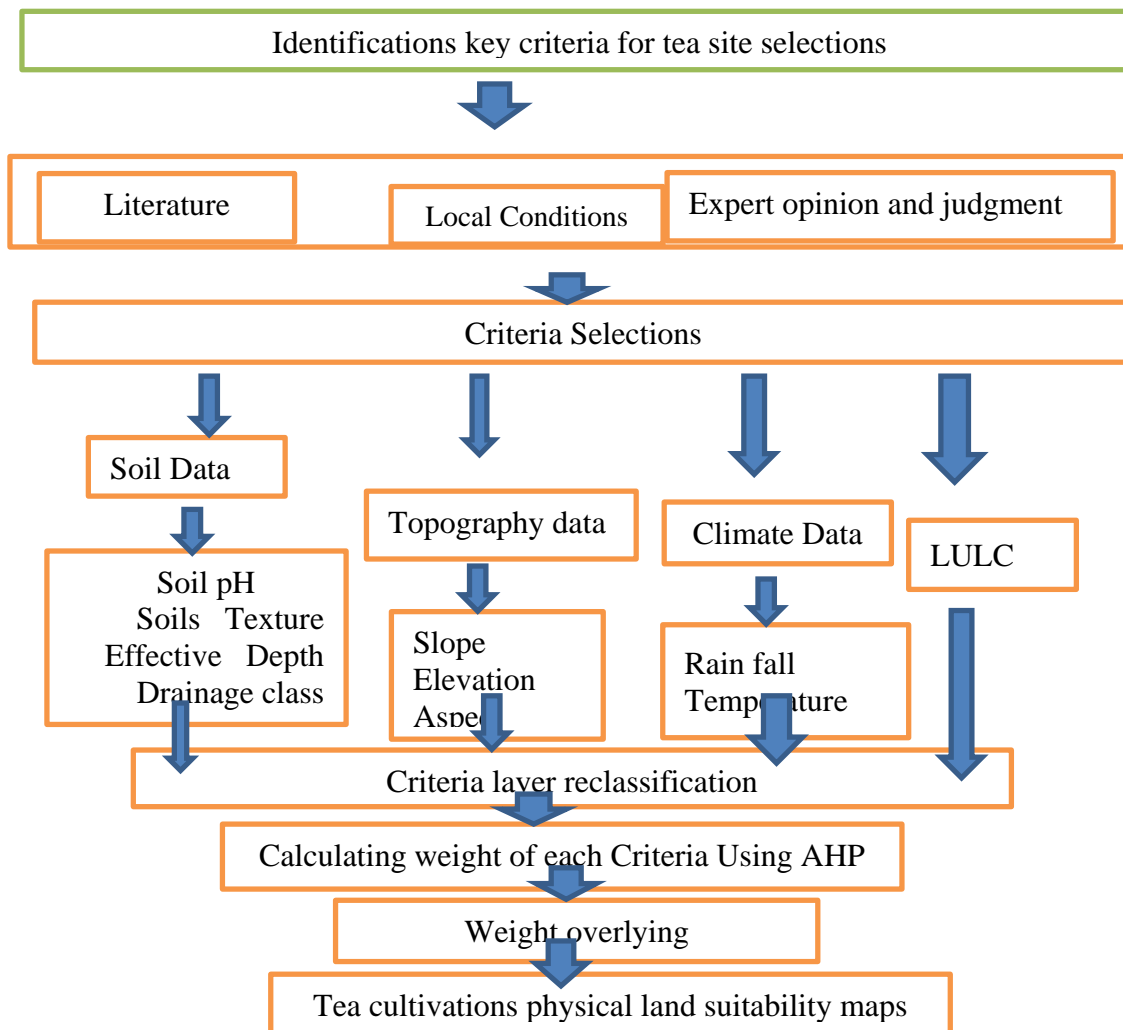 Identifications key criteria for tea site selections
Literature
Local Conditions
Expert opinion and judgment
Criteria Selections
Soil Data
Topography data
Climate Data
LULC
Soil pH
Soils Texture
Effective Depth
Drainage class
Slope
Elevation
Aspect
Rain fall
Temperature
Criteria layer reclassification
Calculating weight of each Criteria Using AHP
Weight overlying
Tea cultivations physical land suitability maps